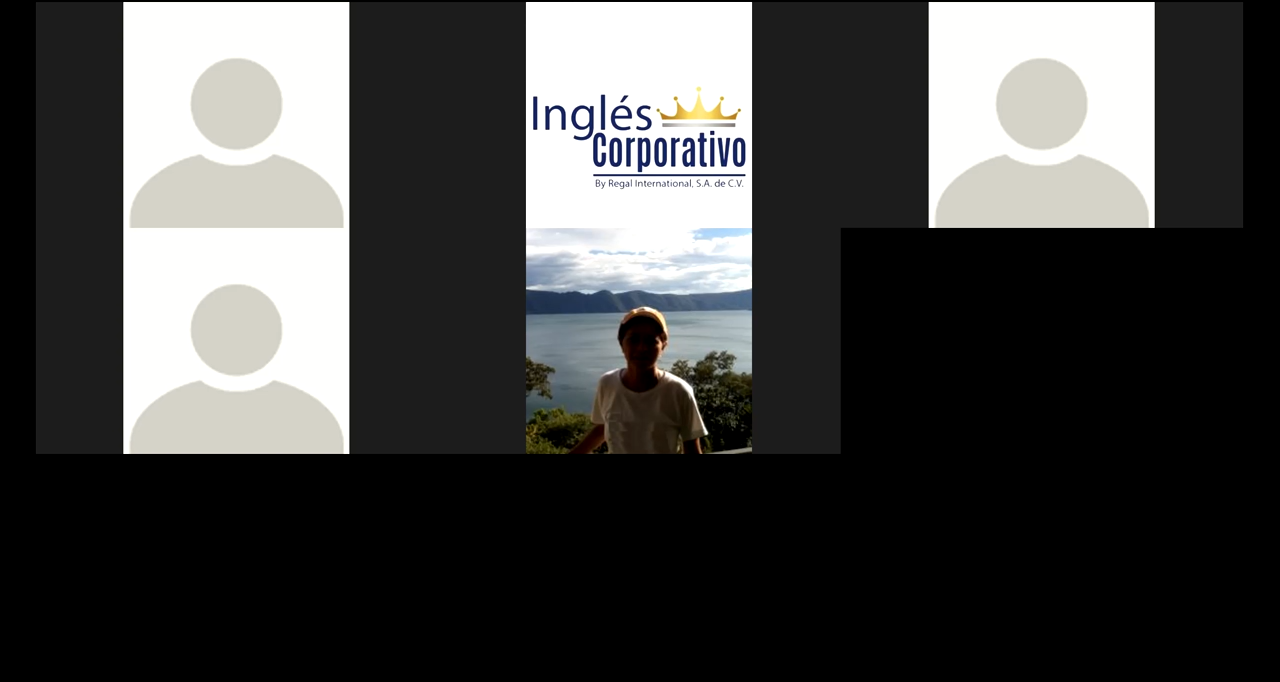 Inglés
Corporativo
By Regal International, S.A. de C.V.